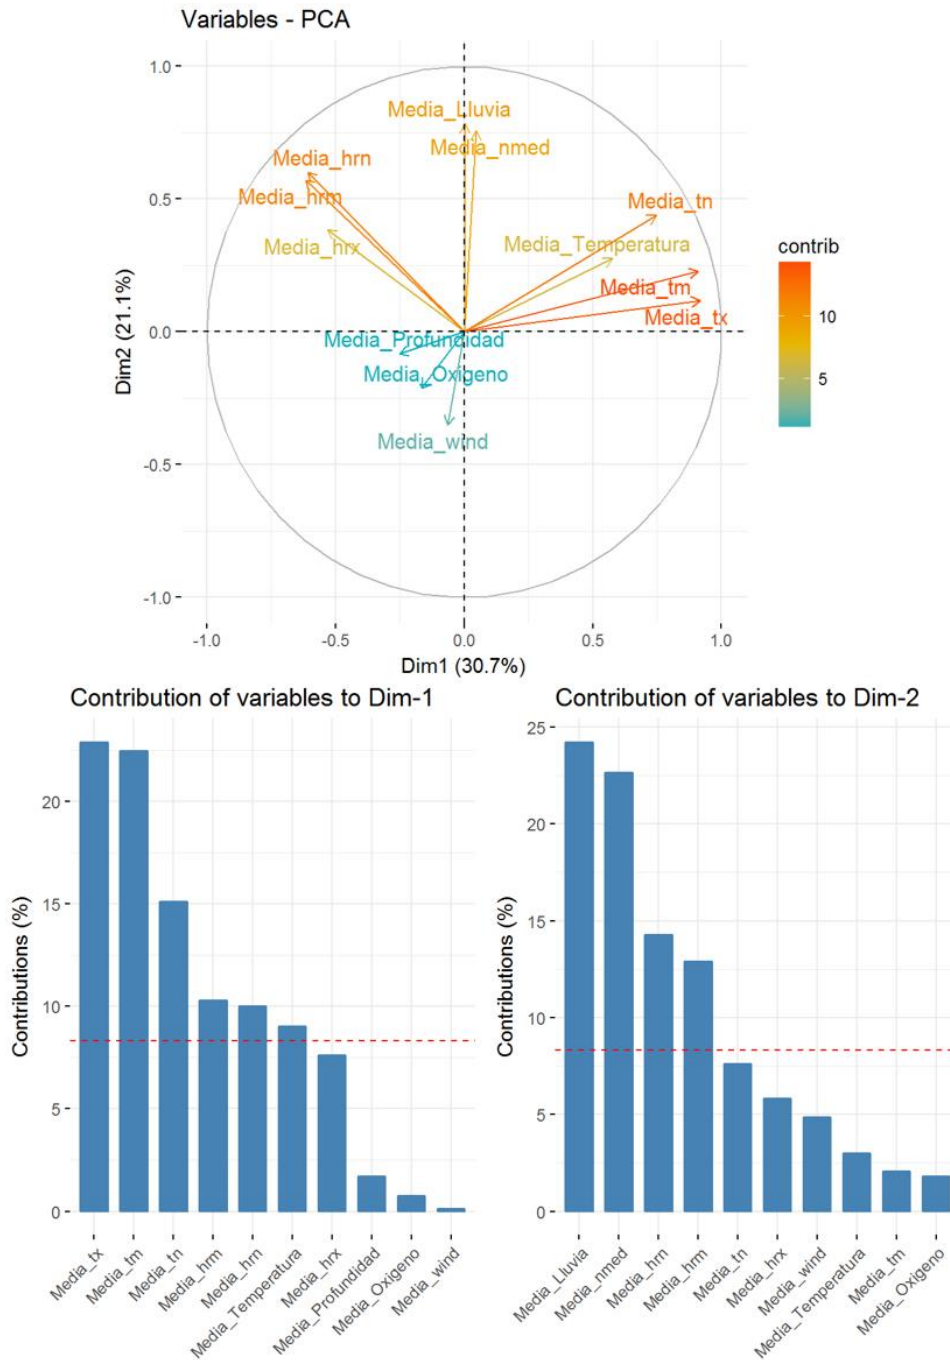 Variables - PCA
1.0
0.5
0.0
-0.5
-1.0
Dim2 (21.1%)
Media_Lluvia
Media_nmed
Media_hrn
Media_hrm
Media_hrx
Media_tn
Media_Temperatura
Media_tm
Media_tx
Media_Profundidad
Media_Oxigeno
Media_wind
-1.0 -0.5 0.0 0.5 1.0
Dim1 (30.7%)
contrib
10
5
Contribution of variables to Dim-1
Contributions (%)
20
15
10
5
0
Media_tx
Media_tm
Media_tn
Media_hrm
Media_hrn
Media_Temperatura
Media_hrx
Media_Profundidad
Media_Oxigeno
Media_wind
Contribution of variables to Dim-2
Contributions (%)
25
20
15
10
5
0
Media_Lluvia
Media_nmed
Media_hrn
Media_hrm
Media_tn
Media_hrx
Media_wind
Media_Temperatura
Media_tm
Media_Oxigeno